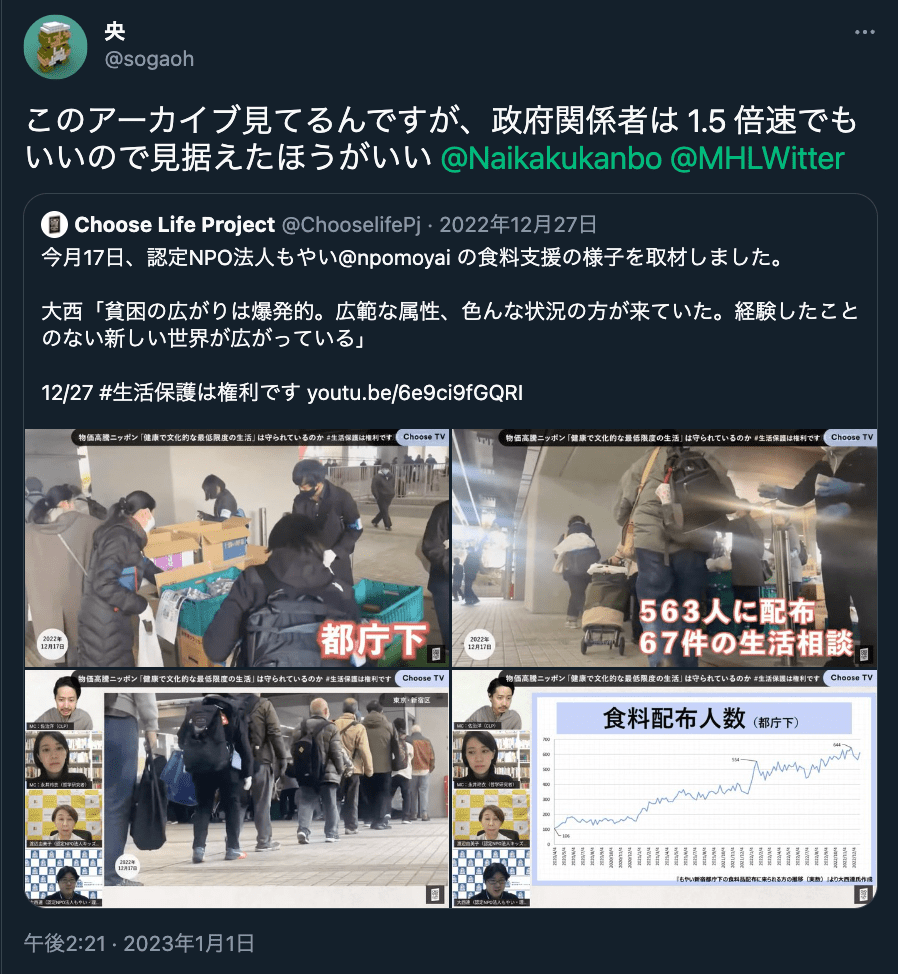 央
@sogaoh
このアーカイブ見てるんですが、政府関係者は 1.5 倍速でも
いいので見据えたほうがいい @Naikakukanbo @MHLWitter
Choose Life Project @ChooselifePj · 2022年12月27日
今月17日、認定NPO法人もやい@npomoyai の食料支援の様子を取材しました。
大西「貧困の広がりは爆発的。広範な属性、色んな状況の方が来ていた。経験したこと
のない新しい世界が広がっている」
12/27 #生活保護は権利です youtu.be/6e9ci9fGQRI
物価高騰ニッポン「健康で文化的な最低限度の生活」は守られているのか #生活保護は権利です
Choose TV
都庁下
2022年
12月17日
物価高騰ニッポン「健康で文化的な最低限度の生活」は守られているのか #生活保護は権利です
Choose TV
563人に配布
67件の生活相談
2022年
12月17日
物価高騰ニッポン「健康で文化的な最低限度の生活」は守られているのか #生活保護は権利です
Choose TV
東京・新宿区
2022年
12月17日
物価高騰ニッポン「健康で文化的な最低限度の生活」は守られているのか #生活保護は権利です
Choose TV
食料配布人数（都庁下）
700
600
500
400
300
200
100
0
554
644
「もやい新宿都庁下の食料品配布に来られる方の推移（実数）」より大西連氏作成
午後2:21 · 2023年1月1日